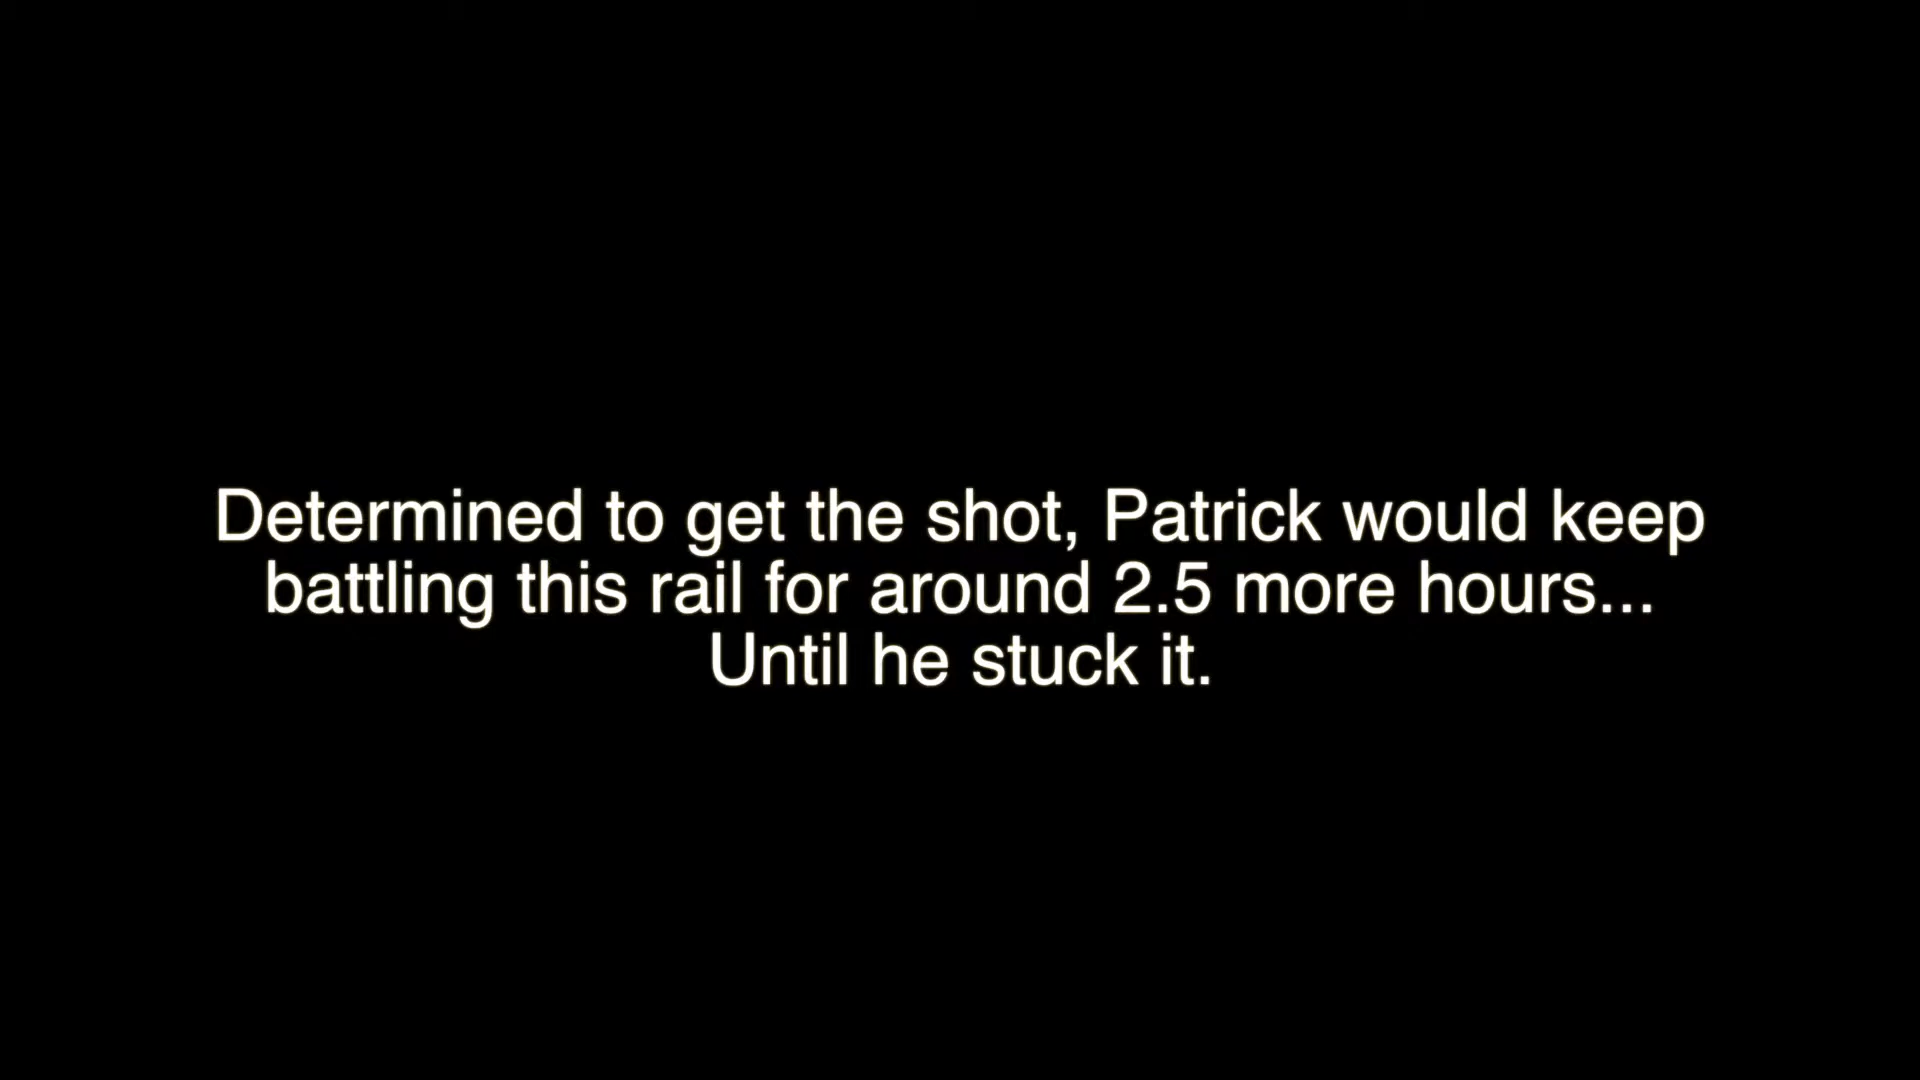 Determined to get the shot, Patrick would keep
battling this rail for around 2.5 more hours...
Until he stuck it.